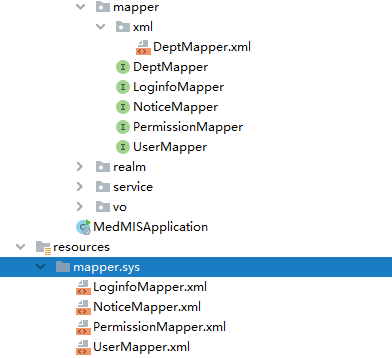 mapper
xml
DeptMapper.xml
DeptMapper
LoginfoMapper
NoticeMapper
PermissionMapper
UserMapper
realm
service
vo
MedMISApplication
resources
mapper.sys
LoginfoMapper.xml
NoticeMapper.xml
PermissionMapper.xml
UserMapper.xml